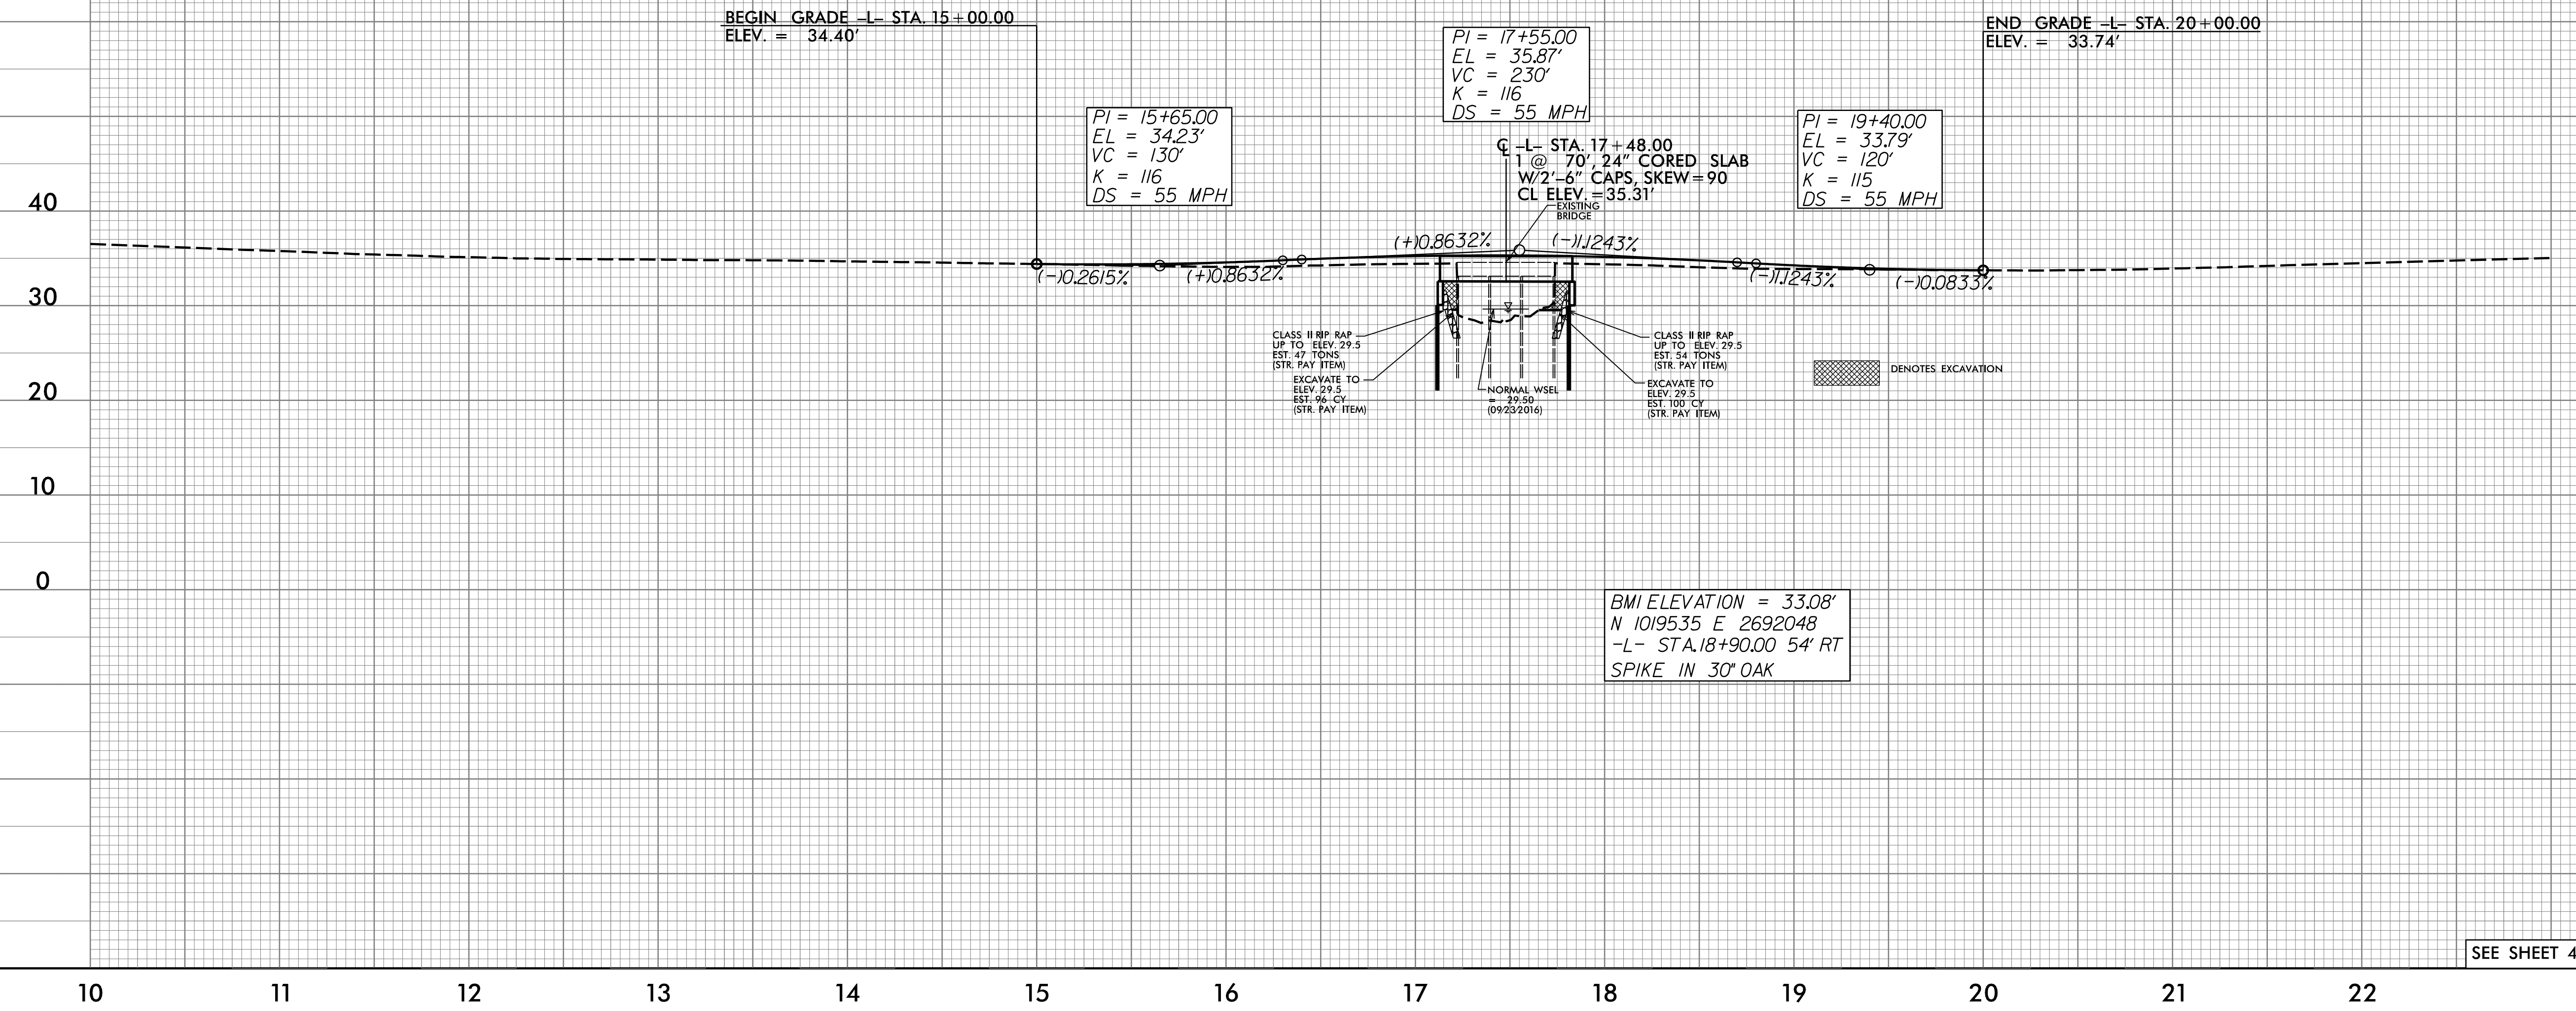 BEGIN GRADE -L- STA. 15+00.00
ELEV. = 34.40'
END GRADE -L- STA. 20+00.00
ELEV. = 33.74'
PI = 17+55.00
EL = 35.87'
VC = 230'
K = 116
DS = 55 MPH
PI = 15+65.00
EL = 34.23'
VC = 130'
K = 116
DS = 55 MPH
PI = 19+40.00
EL = 33.79'
VC = 120'
K = 115
DS = 55 MPH
℄ -L- STA. 17+48.00
1 @ 70', 24" CORED SLAB
W/2'-6" CAPS, SKEW=90
CL ELEV.=35.31'
EXISTING
BRIDGE
(+)0.8632%
(-)1.1243%
(-)0.2615%
(+)0.8632%
(-)1.1243%
(-)0.0833%
CLASS II RIP RAP
UP TO ELEV. 29.5
EST. 47 TONS
(STR. PAY ITEM)
EXCAVATE TO
ELEV. 29.5
EST. 96 CY
(STR. PAY ITEM)
NORMAL WSEL
= 29.50
(09/23/2016)
CLASS II RIP RAP
UP TO ELEV. 29.5
EST. 54 TONS
(STR. PAY ITEM)
EXCAVATE TO
ELEV. 29.5
EST. 100 CY
(STR. PAY ITEM)
DENOTES EXCAVATION
BM1 ELEVATION = 33.08'
N 1019535 E 2692048
-L- STA.18+90.00 54' RT
SPIKE IN 30" OAK
SEE SHEET 4
40
30
20
10
0
10 11 12 13 14 15 16 17 18 19 20 21 22